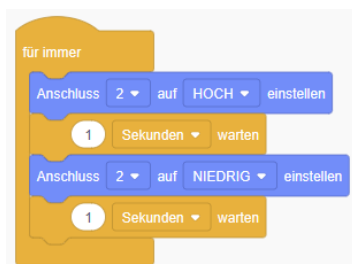 für immer
Anschluss 2 auf HOCH einstellen
1 Sekunden warten
Anschluss 2 auf NIEDRIG einstellen
1 Sekunden warten